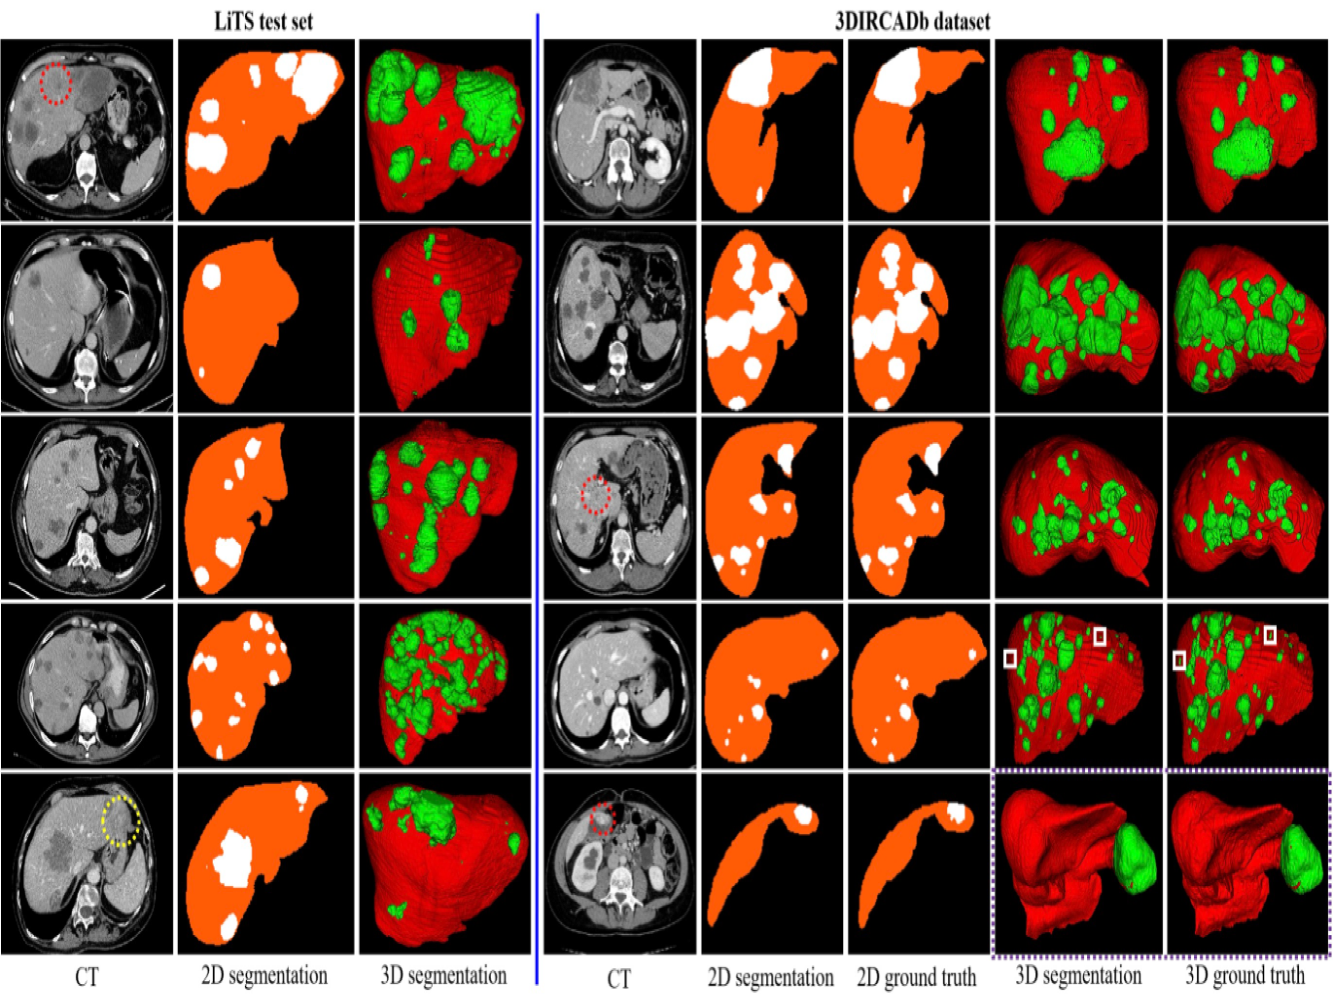 LiTS test set
3DIRCADb dataset
CT
2D segmentation
3D segmentation
CT
2D segmentation
2D ground truth
3D segmentation
3D ground truth